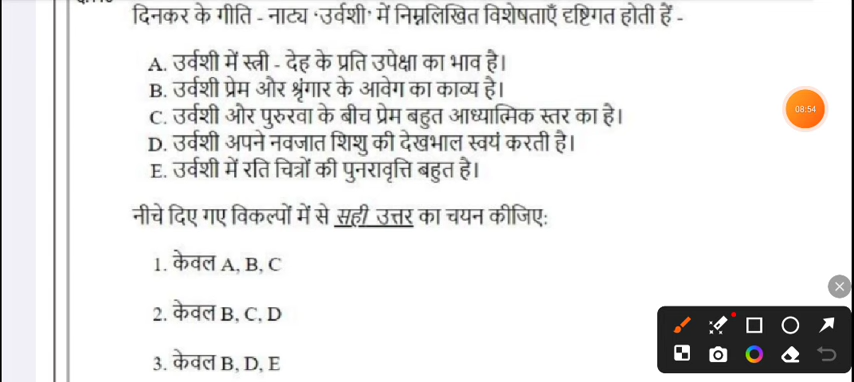 दिनकर के गीति - नाट्य 'उर्वशी' में निम्नलिखित विशेषताएँ दृष्टिगत होती हैं -
A. उर्वशी में स्त्री - देह के प्रति उपेक्षा का भाव है।
B. उर्वशी प्रेम और श्रृंगार के आवेग का काव्य है।
C. उर्वशी और पुरुरवा के बीच प्रेम बहुत आध्यात्मिक स्तर का है।
08:54
D. उर्वशी अपने नवजात शिशु की देखभाल स्वयं करती है।
E. उर्वशी में रति चित्रों की पुनरावृत्ति बहुत है।
नीचे दिए गए विकल्पों में से सही उत्तर का चयन कीजिए:
1. केवल A, B, C
2. केवल B, C, D
3. केवल B, D, E